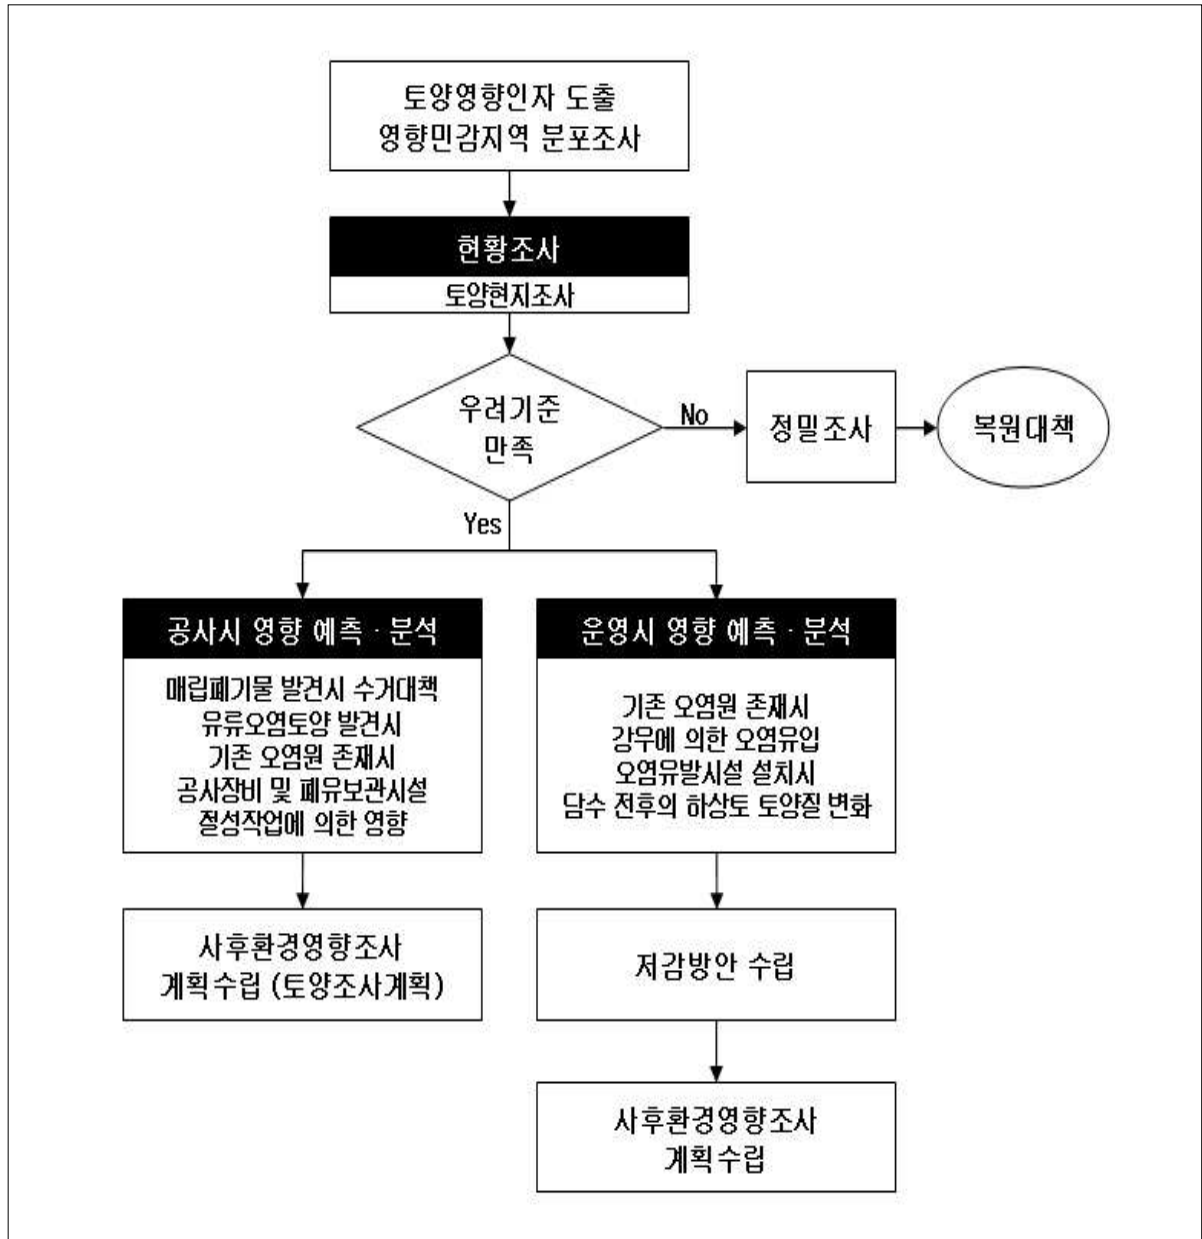 토양영향인자 도출
영향민감지역 분포조사
현황조사
토양현지조사
우려기준
만족
No
정밀조사
복원대책
Yes
공사시 영향 예측 · 분석
매립폐기물 발견시 수거대책
유류오염토양 발견시
기존 오염원 존재시
공사장비 및 폐유보관시설
절성작업에 의한 영향
운영시 영향 예측 · 분석
기존 오염원 존재시
강우에 의한 오염유입
오염유발시설 설치시
담수 전후의 하상토 토양질 변화
사후환경영향조사
계획수립 (토양조사계획)
저감방안 수립
사후환경영향조사
계획수립